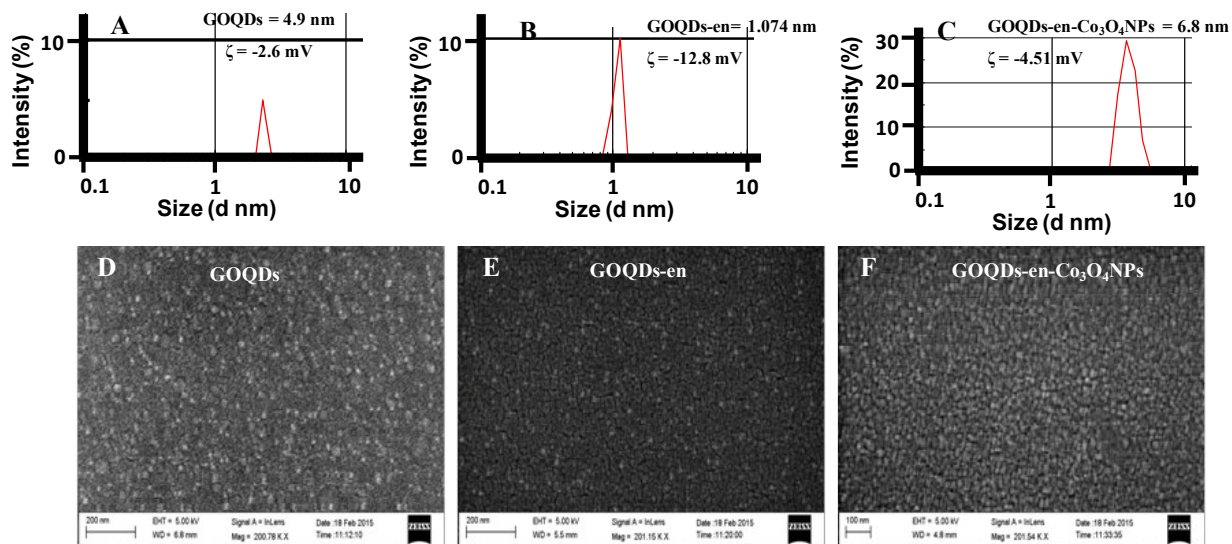 A
GOQDs = 4.9 nm
ζ = -2.6 mV
Intensity (%)
10
0
0.1 1 10
Size (d nm)
B
GOQDs-en= 1.074 nm
ζ = -12.8 mV
Intensity (%)
10
0
0.1 1 10
Size (d nm)
C
GOQDs-en-Co₃O₄NPs = 6.8 nm
ζ = -4.51 mV
Intensity (%)
30
20
10
0
0.1 1 10
Size (d nm)
D
GOQDs
200 nm
EHT = 5.00 kV Signal A = InLens Date :18 Feb 2015
WD = 6.8 mm Mag = 200.78 K X Time :11:12:10
ZEISS
E
GOQDs-en
200 nm
EHT = 5.00 kV Signal A = InLens Date :18 Feb 2015
WD = 5.5 mm Mag = 201.15 K X Time :11:20:00
ZEISS
F
GOQDs-en-Co₃O₄NPs
100 nm
EHT = 5.00 kV Signal A = InLens Date :18 Feb 2015
WD = 4.8 mm Mag = 201.54 K X Time :11:33:35
ZEISS